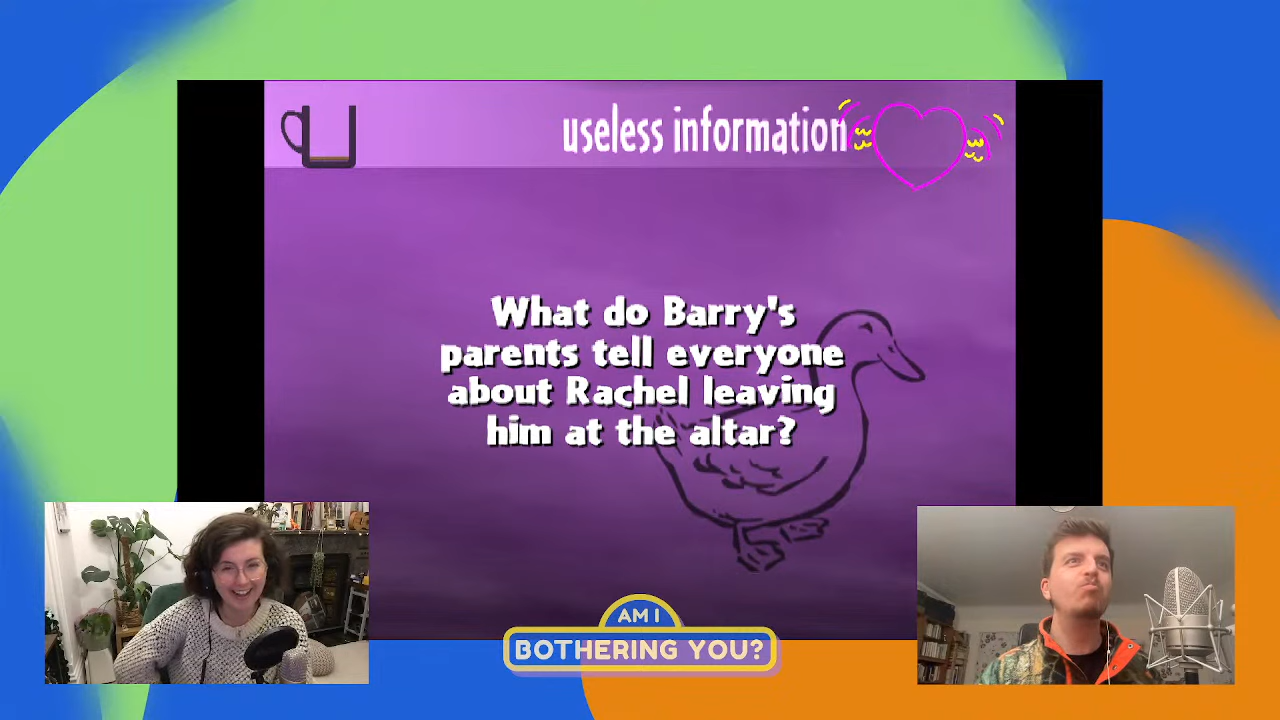 useless information
What do Barry's
parents tell everyone
about Rachel leaving
him at the altar?
AM I
BOTHERING YOU?